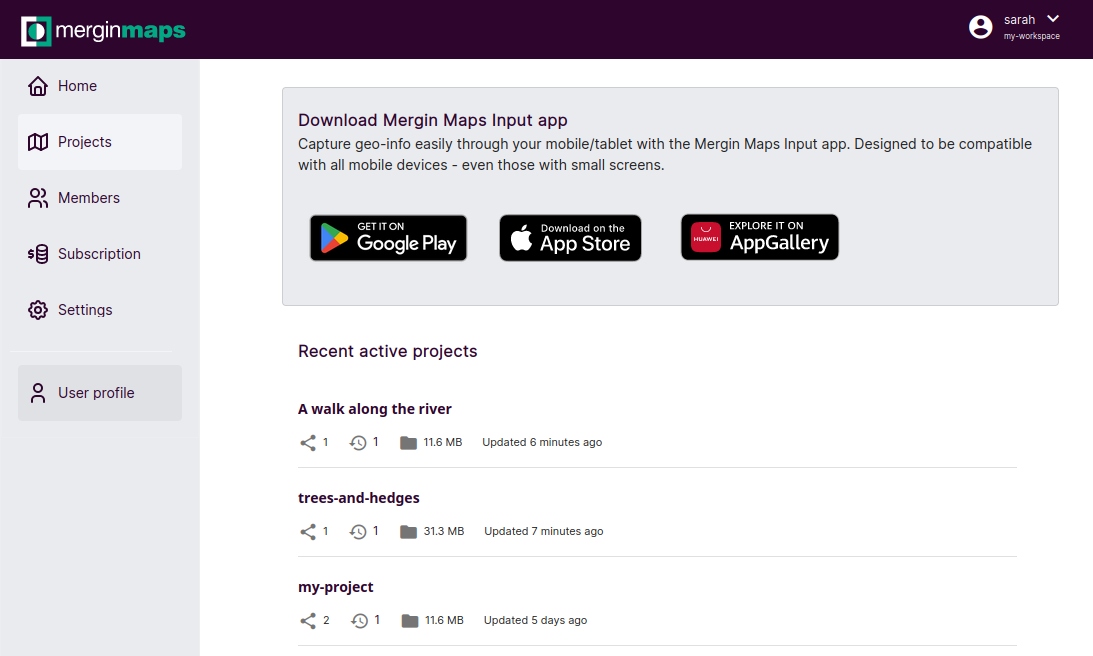 merginmaps
sarah
my-workspace
Home
Projects
Members
Subscription
Settings
User profile
Download Mergin Maps Input app
Capture geo-info easily through your mobile/tablet with the Mergin Maps Input app. Designed to be compatible
with all mobile devices - even those with small screens.
GET IT ON
Google Play
Download on the
App Store
HUAWEI
EXPLORE IT ON
AppGallery
Recent active projects
A walk along the river
1 1 11.6 MB Updated 6 minutes ago
trees-and-hedges
1 1 31.3 MB Updated 7 minutes ago
my-project
2 1 11.6 MB Updated 5 days ago